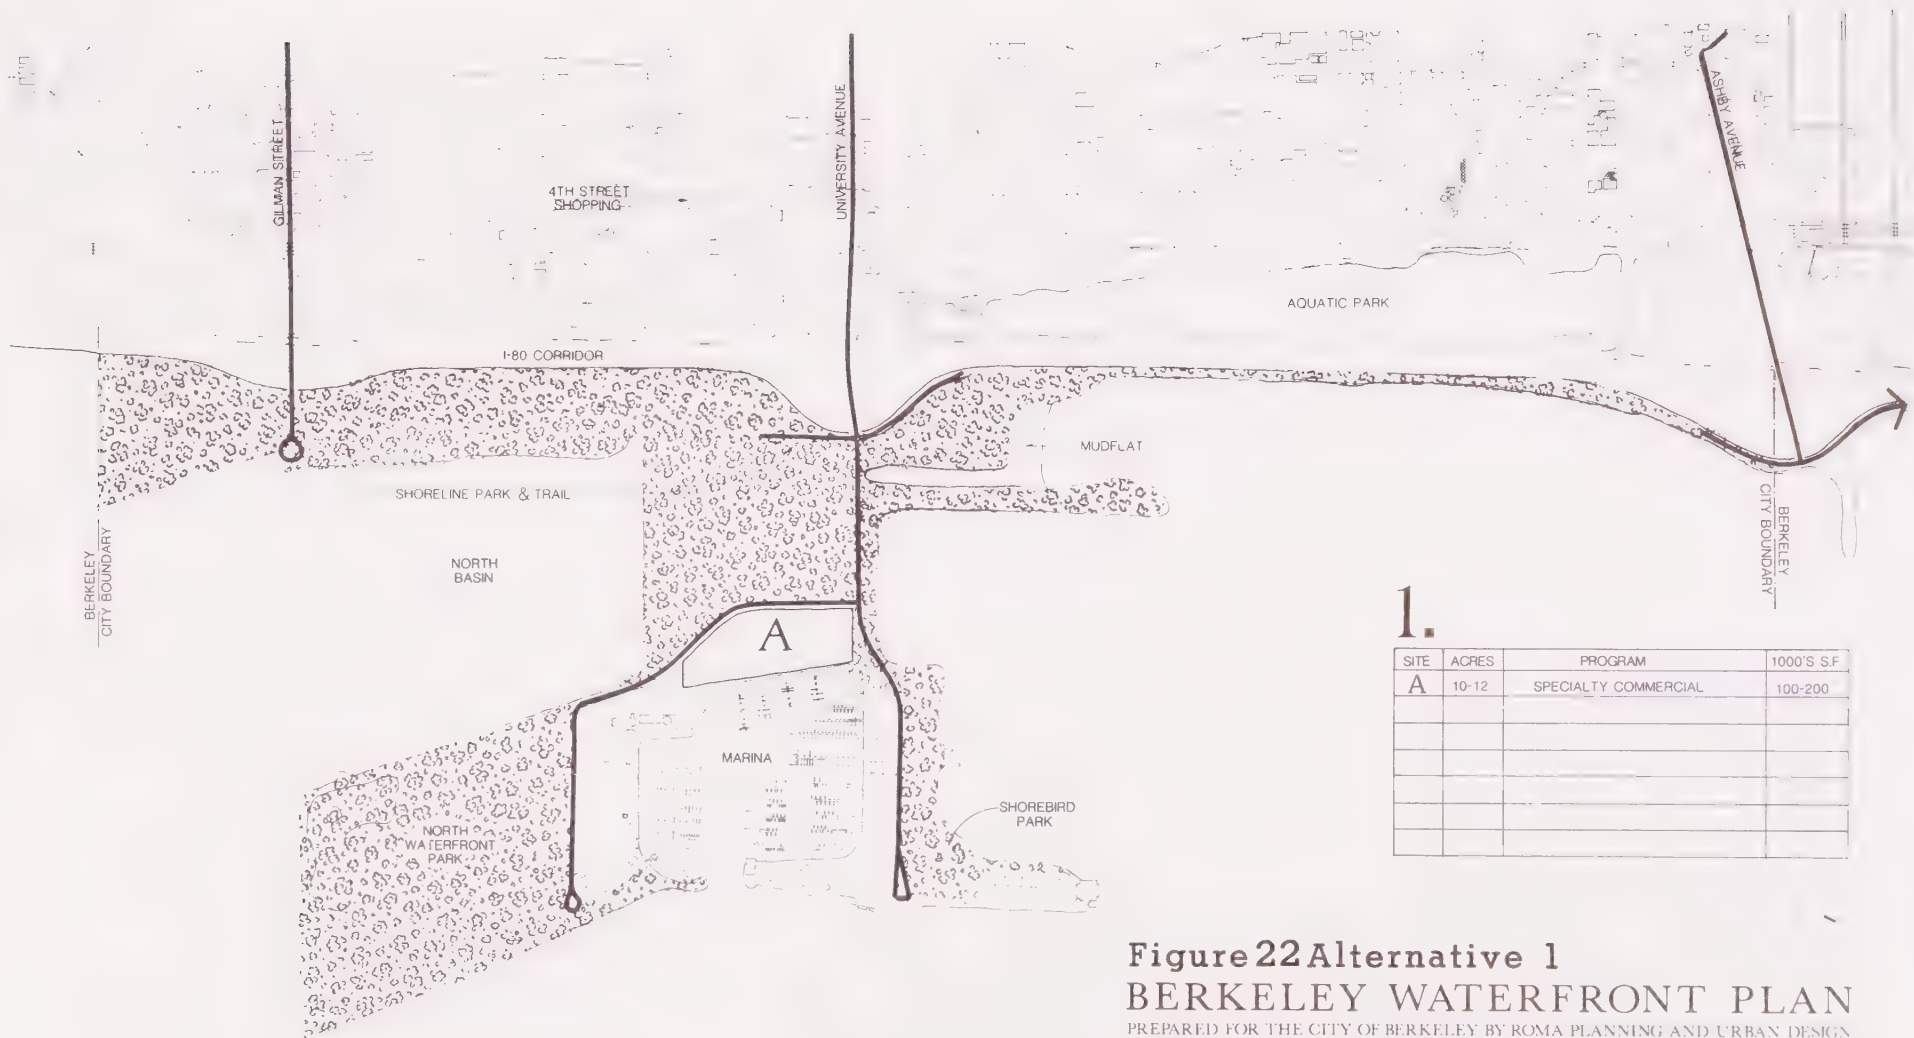 GILMAN STREET
UNIVERSITY AVENUE
ASHBY AVENUE
4TH STREET
SHOPPING
AQUATIC PARK
I-80 CORRIDOR
MUDFLAT
SHORELINE PARK & TRAIL
BERKELEY
CITY BOUNDARY
NORTH
BASIN
BERKELEY
CITY BOUNDARY
A
MARINA
SHOREBIRD
PARK
NORTH
WATERFRONT
PARK
1.
SITE ACRES PROGRAM 1000'S S.F
A 10-12 SPECIALTY COMMERCIAL 100-200
Figure 22 Alternative 1
BERKELEY WATERFRONT PLAN
PREPARED FOR THE CITY OF BERKELEY BY ROMA PLANNING AND URBAN DESIGN